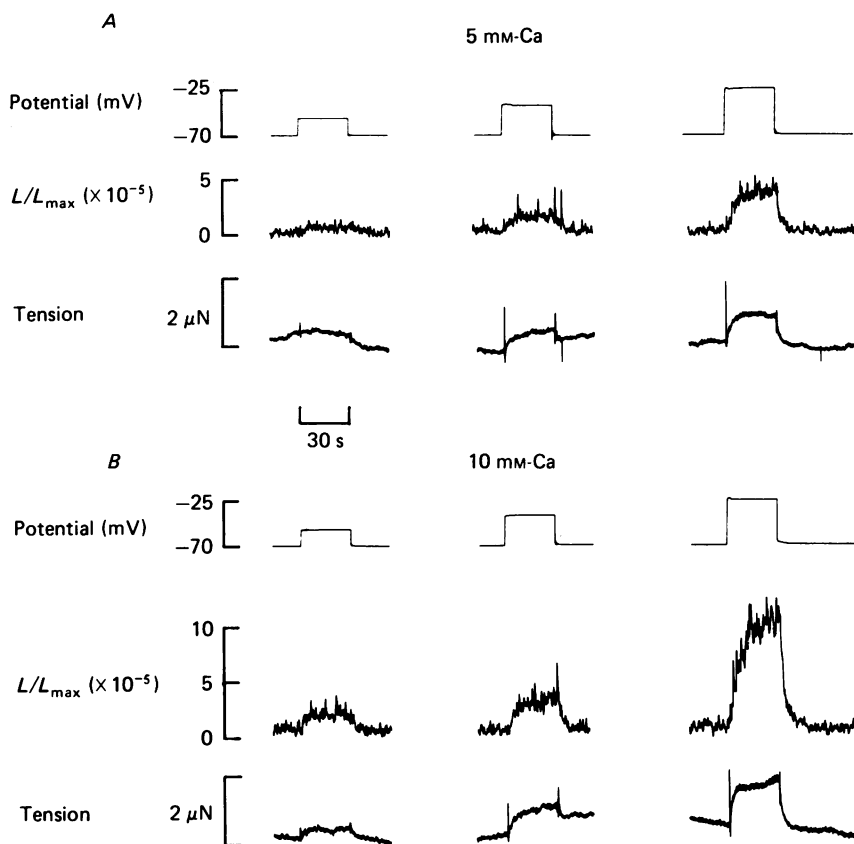 A
5 mM-Ca
Potential (mV)
−25
−70
L/Lmax (× 10−5)
5
0
Tension
2 μN
30 s
B
10 mM-Ca
Potential (mV)
−25
−70
L/Lmax (× 10−5)
10
5
0
Tension
2 μN